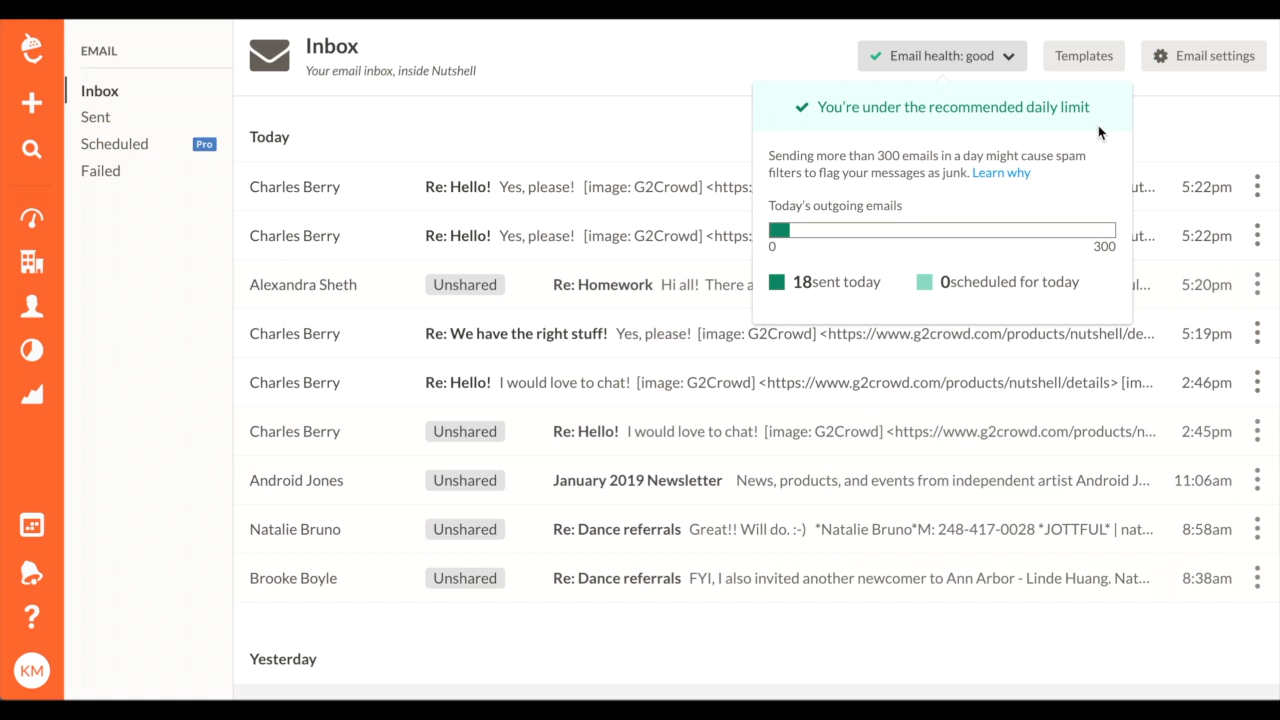 EMAIL
Inbox
Sent
Scheduled Pro
Failed
KM
Inbox
Your email inbox, inside Nutshell
Email health: good
Templates
Email settings
You're under the recommended daily limit
Sending more than 300 emails in a day might cause spam
filters to flag your messages as junk. Learn why
Today's outgoing emails
0 300
18sent today 0scheduled for today
Today
Charles Berry Re: Hello! Yes, please! [image: G2Crowd] <https: ut... 5:22pm
Charles Berry Re: Hello! Yes, please! [image: G2Crowd] <https: ut... 5:22pm
Alexandra Sheth Unshared Re: Homework Hi all! There a ul... 5:20pm
Charles Berry Re: We have the right stuff! Yes, please! [image: G2Crowd] <https://www.g2crowd.com/products/nutshell/de... 5:19pm
Charles Berry Re: Hello! I would love to chat! [image: G2Crowd] <https://www.g2crowd.com/products/nutshell/details> [im... 2:46pm
Charles Berry Unshared Re: Hello! I would love to chat! [image: G2Crowd] <https://www.g2crowd.com/products/n... 2:45pm
Android Jones Unshared January 2019 Newsletter News, products, and events from independent artist Android J... 11:06am
Natalie Bruno Unshared Re: Dance referrals Great!! Will do. :-) *Natalie Bruno*M: 248-417-0028 *JOTTFUL* | nat... 8:58am
Brooke Boyle Unshared Re: Dance referrals FYI, I also invited another newcomer to Ann Arbor - Linde Huang. Nat... 8:38am
Yesterday